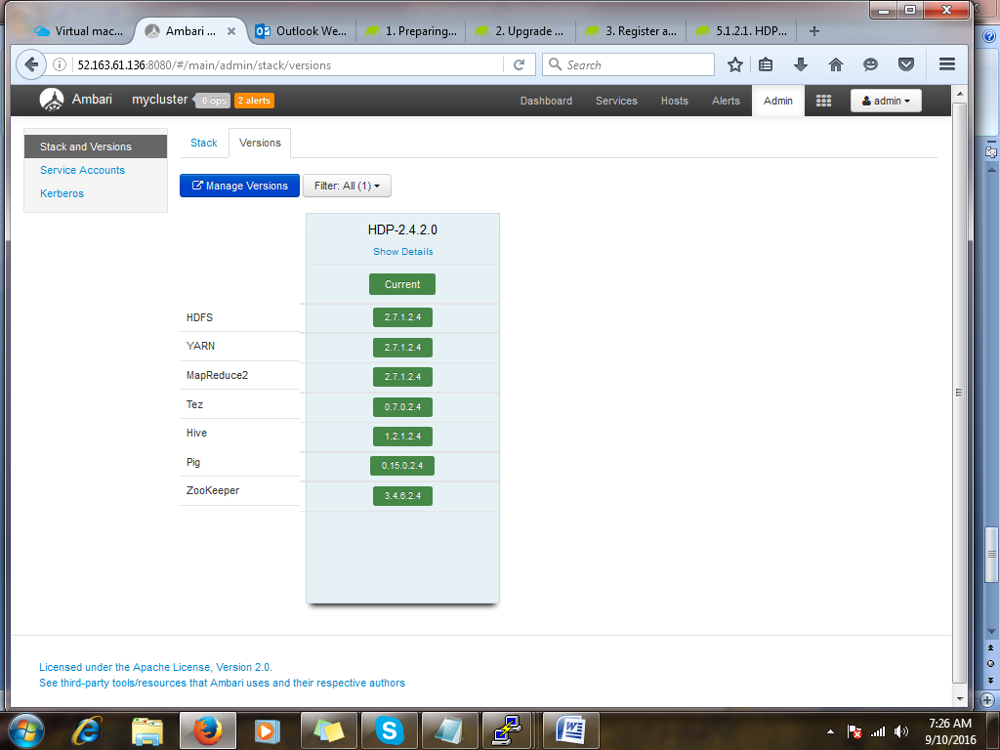 Virtual mac...
Ambari ...
Outlook We...
1. Preparing...
2. Upgrade ...
3. Register a...
5.1.2.1. HDP...
52.163.61.136:8080/#/main/admin/stack/versions
Search
Ambari
mycluster
0 ops
2 alerts
Dashboard
Services
Hosts
Alerts
Admin
admin
Stack and Versions
Service Accounts
Kerberos
Stack
Versions
Manage Versions
Filter: All (1)
HDP-2.4.2.0
Show Details
Current
HDFS 2.7.1.2.4
YARN 2.7.1.2.4
MapReduce2 2.7.1.2.4
Tez 0.7.0.2.4
Hive 1.2.1.2.4
Pig 0.15.0.2.4
ZooKeeper 3.4.6.2.4
Licensed under the Apache License, Version 2.0.
See third-party tools/resources that Ambari uses and their respective authors
7:26 AM
9/10/2016